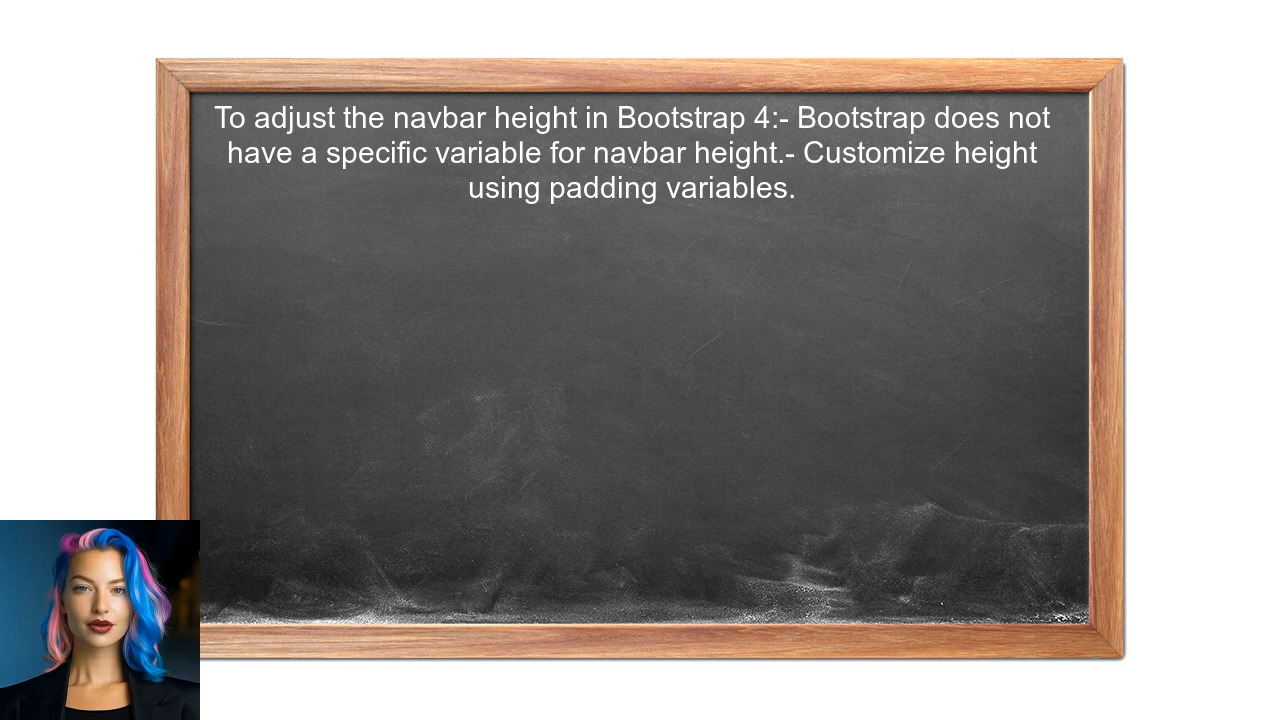 To adjust the navbar height in Bootstrap 4:- Bootstrap does not
have a specific variable for navbar height.- Customize height
using padding variables.